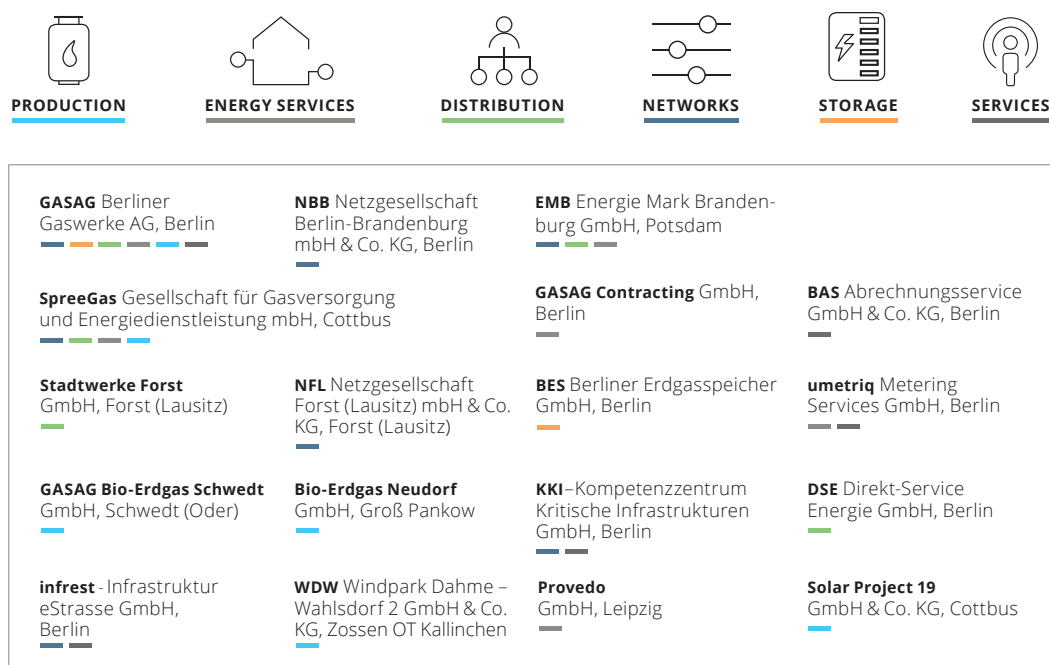 PRODUCTION
ENERGY SERVICES
DISTRIBUTION
NETWORKS
STORAGE
SERVICES
GASAG Berliner
Gaswerke AG, Berlin
NBB Netzgesellschaft
Berlin-Brandenburg
mbH & Co. KG, Berlin
EMB Energie Mark Branden-
burg GmbH, Potsdam
SpreeGas Gesellschaft für Gasversorgung
und Energiedienstleistung mbH, Cottbus
GASAG Contracting GmbH,
Berlin
BAS Abrechnungsservice
GmbH & Co. KG, Berlin
Stadtwerke Forst
GmbH, Forst (Lausitz)
NFL Netzgesellschaft
Forst (Lausitz) mbH & Co.
KG, Forst (Lausitz)
BES Berliner Erdgasspeicher
GmbH, Berlin
umetriq Metering
Services GmbH, Berlin
GASAG Bio-Erdgas Schwedt
GmbH, Schwedt (Oder)
Bio-Erdgas Neudorf
GmbH, Groß Pankow
KKI–Kompetenzzentrum
Kritische Infrastrukturen
GmbH, Berlin
DSE Direkt-Service
Energie GmbH, Berlin
infrest - Infrastruktur
eStrasse GmbH,
Berlin
WDW Windpark Dahme –
Wahlsdorf 2 GmbH & Co.
KG, Zossen OT Kallinchen
Provedo
GmbH, Leipzig
Solar Project 19
GmbH & Co. KG, Cottbus